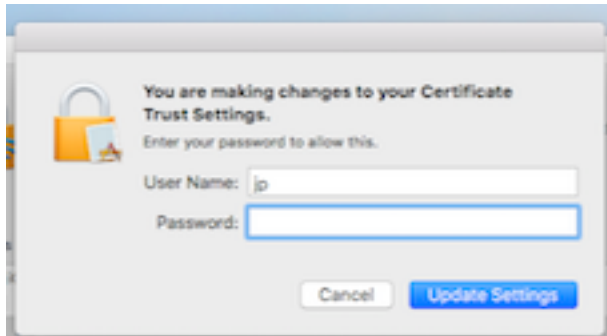 You are making changes to your Certificate
Trust Settings.
Enter your password to allow this.
User Name: jp
Password:
Cancel Update Settings